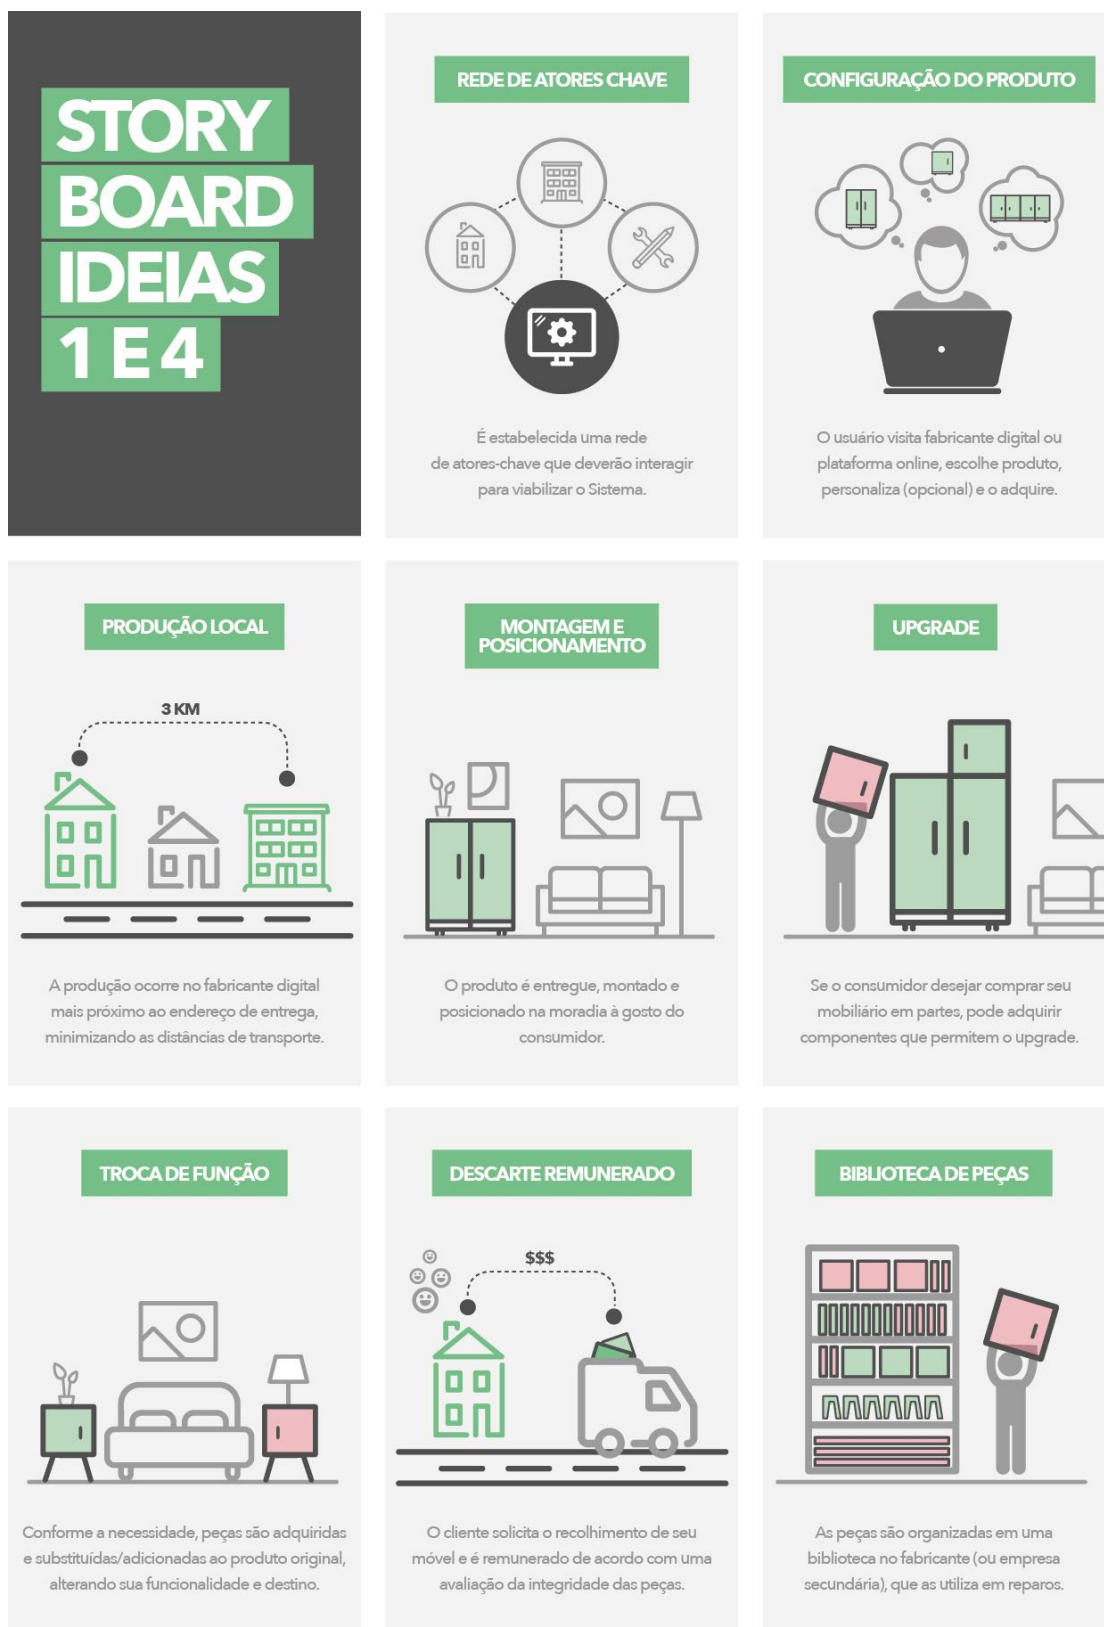 STORY
BOARD
IDEIAS
1 E 4
REDE DE ATORES CHAVE
É estabelecida uma rede
de atores-chave que deverão interagir
para viabilizar o Sistema.
CONFIGURAÇÃO DO PRODUTO
O usuário visita fabricante digital ou
plataforma online, escolhe produto,
personaliza (opcional) e o adquire.
PRODUÇÃO LOCAL
3 KM
A produção ocorre no fabricante digital
mais próximo ao endereço de entrega,
minimizando as distâncias de transporte.
MONTAGEM E
POSICIONAMENTO
O produto é entregue, montado e
posicionado na moradia à gosto do
consumidor.
UPGRADE
Se o consumidor desejar comprar seu
mobiliário em partes, pode adquirir
componentes que permitem o upgrade.
TROCA DE FUNÇÃO
Conforme a necessidade, peças são adquiridas
e substituídas/adicionadas ao produto original,
alterando sua funcionalidade e destino.
DESCARTE REMUNERADO
$$$
O cliente solicita o recolhimento de seu
móvel e é remunerado de acordo com uma
avaliação da integridade das peças.
BIBLIOTECA DE PEÇAS
As peças são organizadas em uma
biblioteca no fabricante (ou empresa
secundária), que as utiliza em reparos.